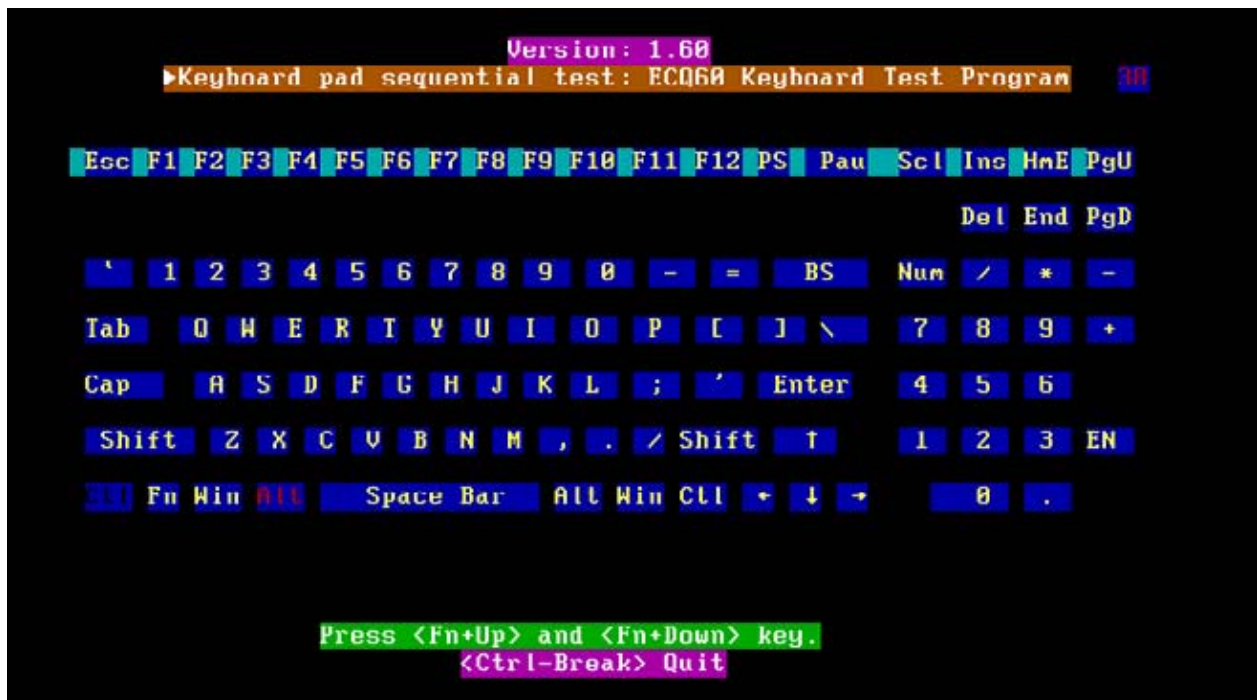 Version: 1.60
▶Keyboard pad sequential test: ECQ60 Keyboard Test Program 38
Esc F1 F2 F3 F4 F5 F6 F7 F8 F9 F10 F11 F12 PS Pau Scl Ins HmE PgU
Del End PgD
` 1 2 3 4 5 6 7 8 9 0 - = BS Num / * -
Tab Q W E R T Y U I O P [ ] \ 7 8 9 +
Cap A S D F G H J K L ; ' Enter 4 5 6
Shift Z X C V B N M , . / Shift ↑ 1 2 3 EN
Ctl Fn Win Alt Space Bar Alt Win Ctl ← ↓ → 0 .
Press <Fn+Up> and <Fn+Down> key.
<Ctrl-Break> Quit